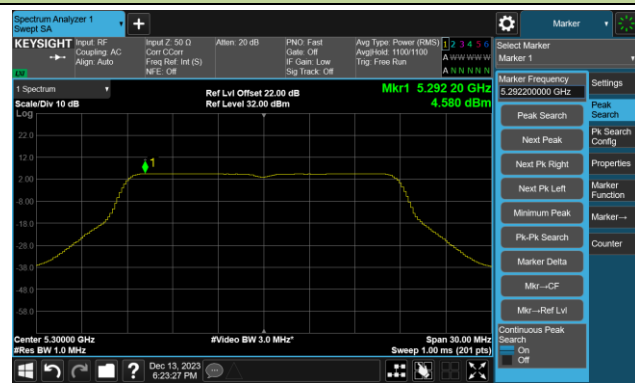 Spectrum Analyzer 1
Swept SA
Marker
KEYSIGHT
Input: RF
Coupling: AC
Align: Auto
Input Z: 50 Ω
Corr CCorr
Freq Ref: Int (S)
NFE: Off
Atten: 20 dB
PNO: Fast
Gate: Off
IF Gain: Low
Sig Track: Off
Avg Type: Power (RMS)
Avg|Hold: 1100/1100
Trig: Free Run
1 2 3 4 5 6
A W W W W W
A N N N N N
LV
Select Marker
Marker 1
1 Spectrum
Scale/Div 10 dB
Log
Ref Lvl Offset 22.00 dB
Ref Level 32.00 dBm
Mkr1 5.292 20 GHz
4.580 dBm
22.0
12.0
2.00
-8.00
-18.0
-28.0
-38.0
-48.0
-58.0
1
Center 5.30000 GHz
#Res BW 1.0 MHz
#Video BW 3.0 MHz*
Span 30.00 MHz
Sweep 1.00 ms (201 pts)
Marker Frequency
5.292200000 GHz
Peak Search
Next Peak
Next Pk Right
Next Pk Left
Minimum Peak
Pk-Pk Search
Marker Delta
Mkr→CF
Mkr→Ref Lvl
Continuous Peak
Search
On
Off
Settings
Peak
Search
Pk Search
Config
Properties
Marker
Function
Marker→
Counter
?
Dec 13, 2023
6:23:27 PM